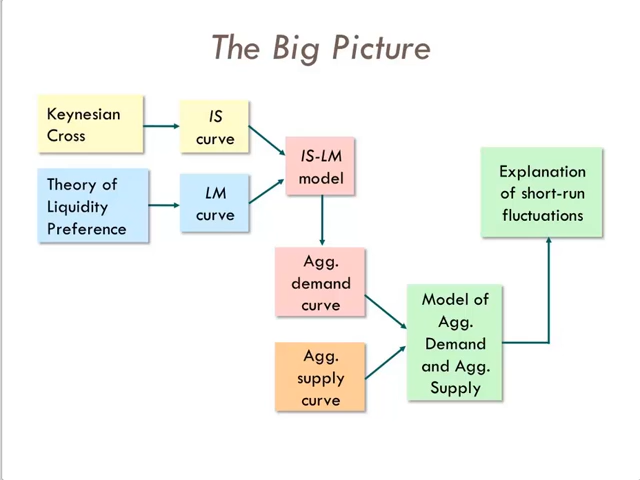 The Big Picture
Keynesian
Cross
IS
curve
Theory of
Liquidity
Preference
LM
curve
IS-LM
model
Agg.
demand
curve
Agg.
supply
curve
Model of
Agg.
Demand
and Agg.
Supply
Explanation
of short-run
fluctuations